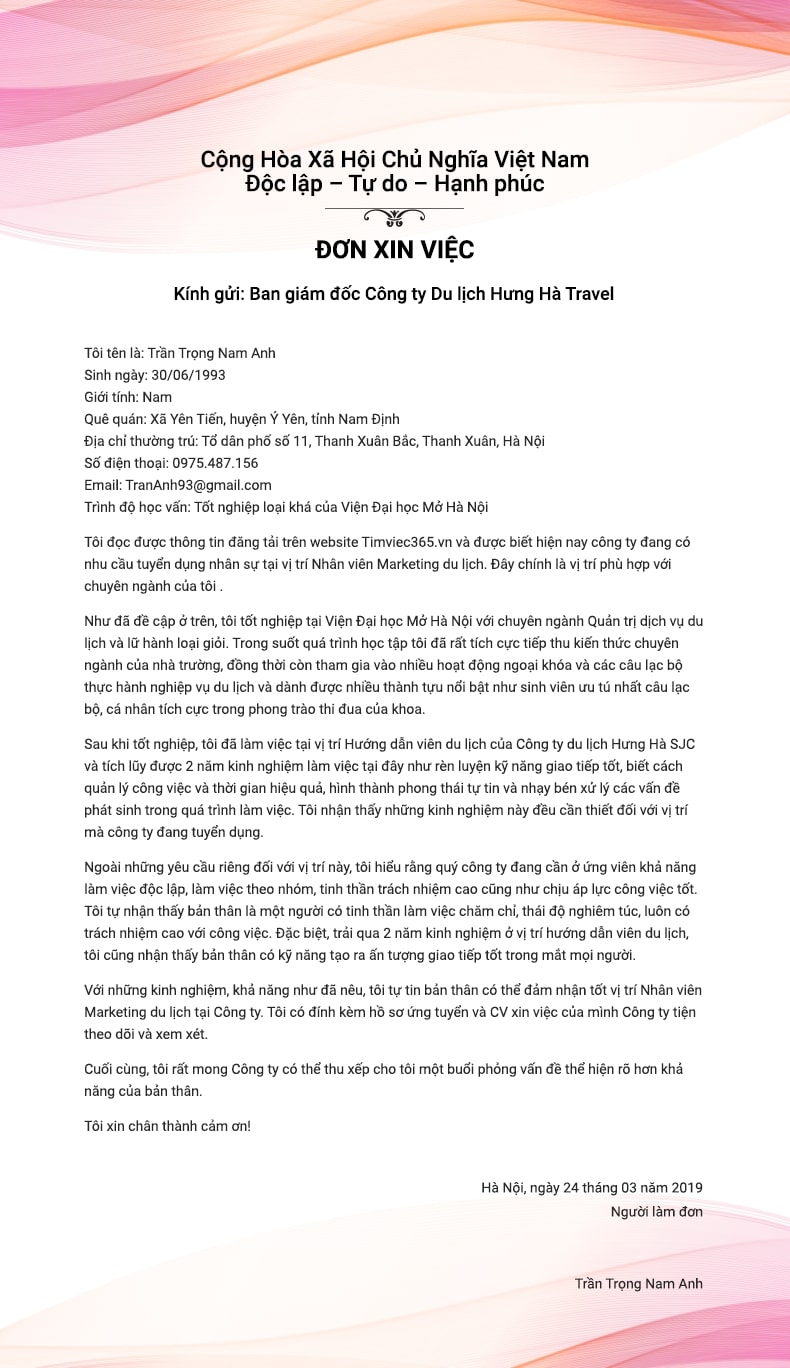 Cộng Hòa Xã Hội Chủ Nghĩa Việt Nam
Độc lập – Tự do – Hạnh phúc
ĐƠN XIN VIỆC
Kính gửi: Ban giám đốc Công ty Du lịch Hưng Hà Travel
Tôi tên là: Trần Trọng Nam Anh
Sinh ngày: 30/06/1993
Giới tính: Nam
Quê quán: Xã Yên Tiến, huyện Ý Yên, tỉnh Nam Định
Địa chỉ thường trú: Tổ dân phố số 11, Thanh Xuân Bắc, Thanh Xuân, Hà Nội
Số điện thoại: 0975.487.156
Email: TranAnh93@gmail.com
Trình độ học vấn: Tốt nghiệp loại khá của Viện Đại học Mở Hà Nội
Tôi đọc được thông tin đăng tải trên website Timviec365.vn và được biết hiện nay công ty đang có
nhu cầu tuyển dụng nhân sự tại vị trí Nhân viên Marketing du lịch. Đây chính là vị trí phù hợp với
chuyên ngành của tôi .
Như đã đề cập ở trên, tôi tốt nghiệp tại Viện Đại học Mở Hà Nội với chuyên ngành Quản trị dịch vụ du
lịch và lữ hành loại giỏi. Trong suốt quá trình học tập tôi đã rất tích cực tiếp thu kiến thức chuyên
ngành của nhà trường, đồng thời còn tham gia vào nhiều hoạt động ngoại khóa và các câu lạc bộ
thực hành nghiệp vụ du lịch và dành được nhiều thành tựu nổi bật như sinh viên ưu tú nhất câu lạc
bộ, cá nhân tích cực trong phong trào thi đua của khoa.
Sau khi tốt nghiệp, tôi đã làm việc tại vị trí Hướng dẫn viên du lịch của Công ty du lịch Hưng Hà SJC
và tích lũy được 2 năm kinh nghiệm làm việc tại đây như rèn luyện kỹ năng giao tiếp tốt, biết cách
quản lý công việc và thời gian hiệu quả, hình thành phong thái tự tin và nhạy bén xử lý các vấn đề
phát sinh trong quá trình làm việc. Tôi nhận thấy những kinh nghiệm này đều cần thiết đối với vị trí
mà công ty đang tuyển dụng.
Ngoài những yêu cầu riêng đối với vị trí này, tôi hiểu rằng quý công ty đang cần ở ứng viên khả năng
làm việc độc lập, làm việc theo nhóm, tinh thần trách nhiệm cao cũng như chịu áp lực công việc tốt.
Tôi tự nhận thấy bản thân là một người có tinh thần làm việc chăm chỉ, thái độ nghiêm túc, luôn có
trách nhiệm cao với công việc. Đặc biệt, trải qua 2 năm kinh nghiệm ở vị trí hướng dẫn viên du lịch,
tôi cũng nhận thấy bản thân có kỹ năng tạo ra ấn tượng giao tiếp tốt trong mắt mọi người.
Với những kinh nghiệm, khả năng như đã nêu, tôi tự tin bản thân có thể đảm nhận tốt vị trí Nhân viên
Marketing du lịch tại Công ty. Tôi có đính kèm hồ sơ ứng tuyển và CV xin việc của mình Công ty tiện
theo dõi và xem xét.
Cuối cùng, tôi rất mong Công ty có thể thu xếp cho tôi một buổi phỏng vấn đề thể hiện rõ hơn khả
năng của bản thân.
Tôi xin chân thành cảm ơn!
Hà Nội, ngày 24 tháng 03 năm 2019
Người làm đơn
Trần Trọng Nam Anh